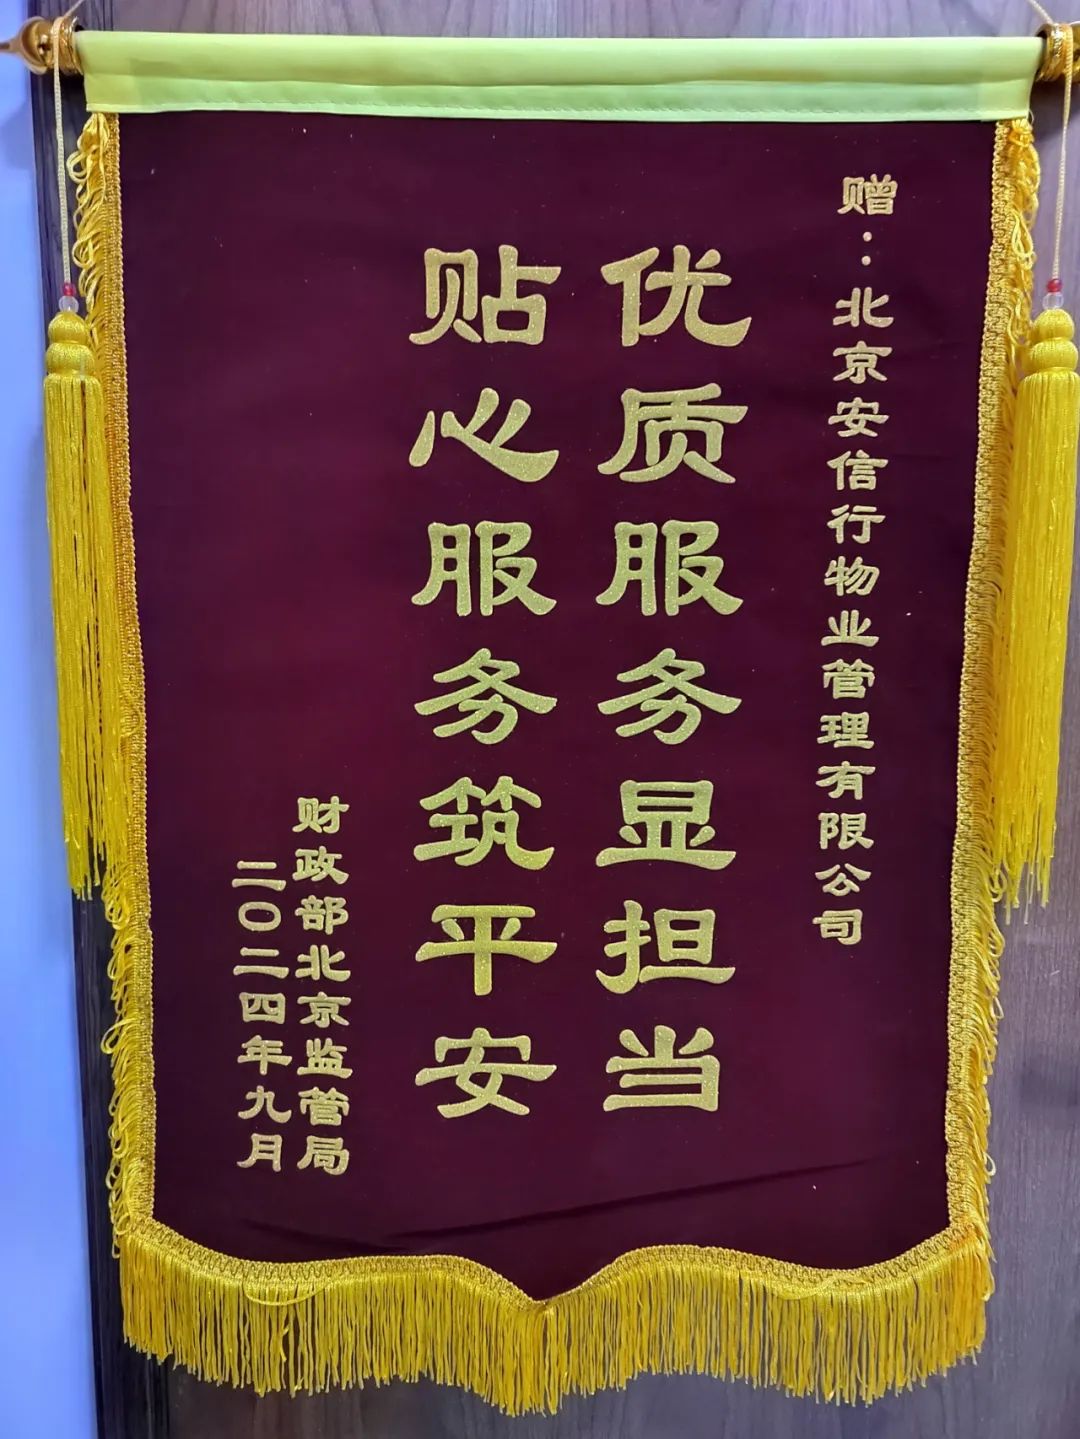 赠：北京安信行物业管理有限公司
优质服务显担当
贴心服务筑平安
财政部北京监管局
二〇二四年九月